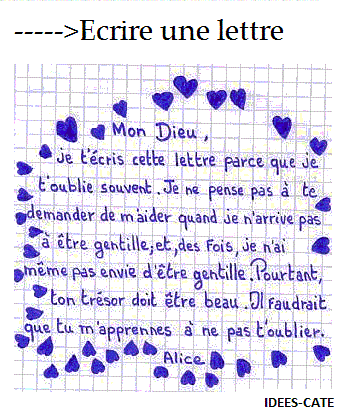 ----->Ecrire une lettre
Mon Dieu,
je t'écris cette lettre parce que je
t'oublie souvent. Je ne pense pas à te
demander de m'aider quand je n'arrive pas
à être gentille, et, des fois, je n'ai
même pas envie d'être gentille. Pourtant,
ton trésor doit être beau. Il faudrait
que tu m'apprennes à ne pas t'oublier.
Alice
IDEES-CATE